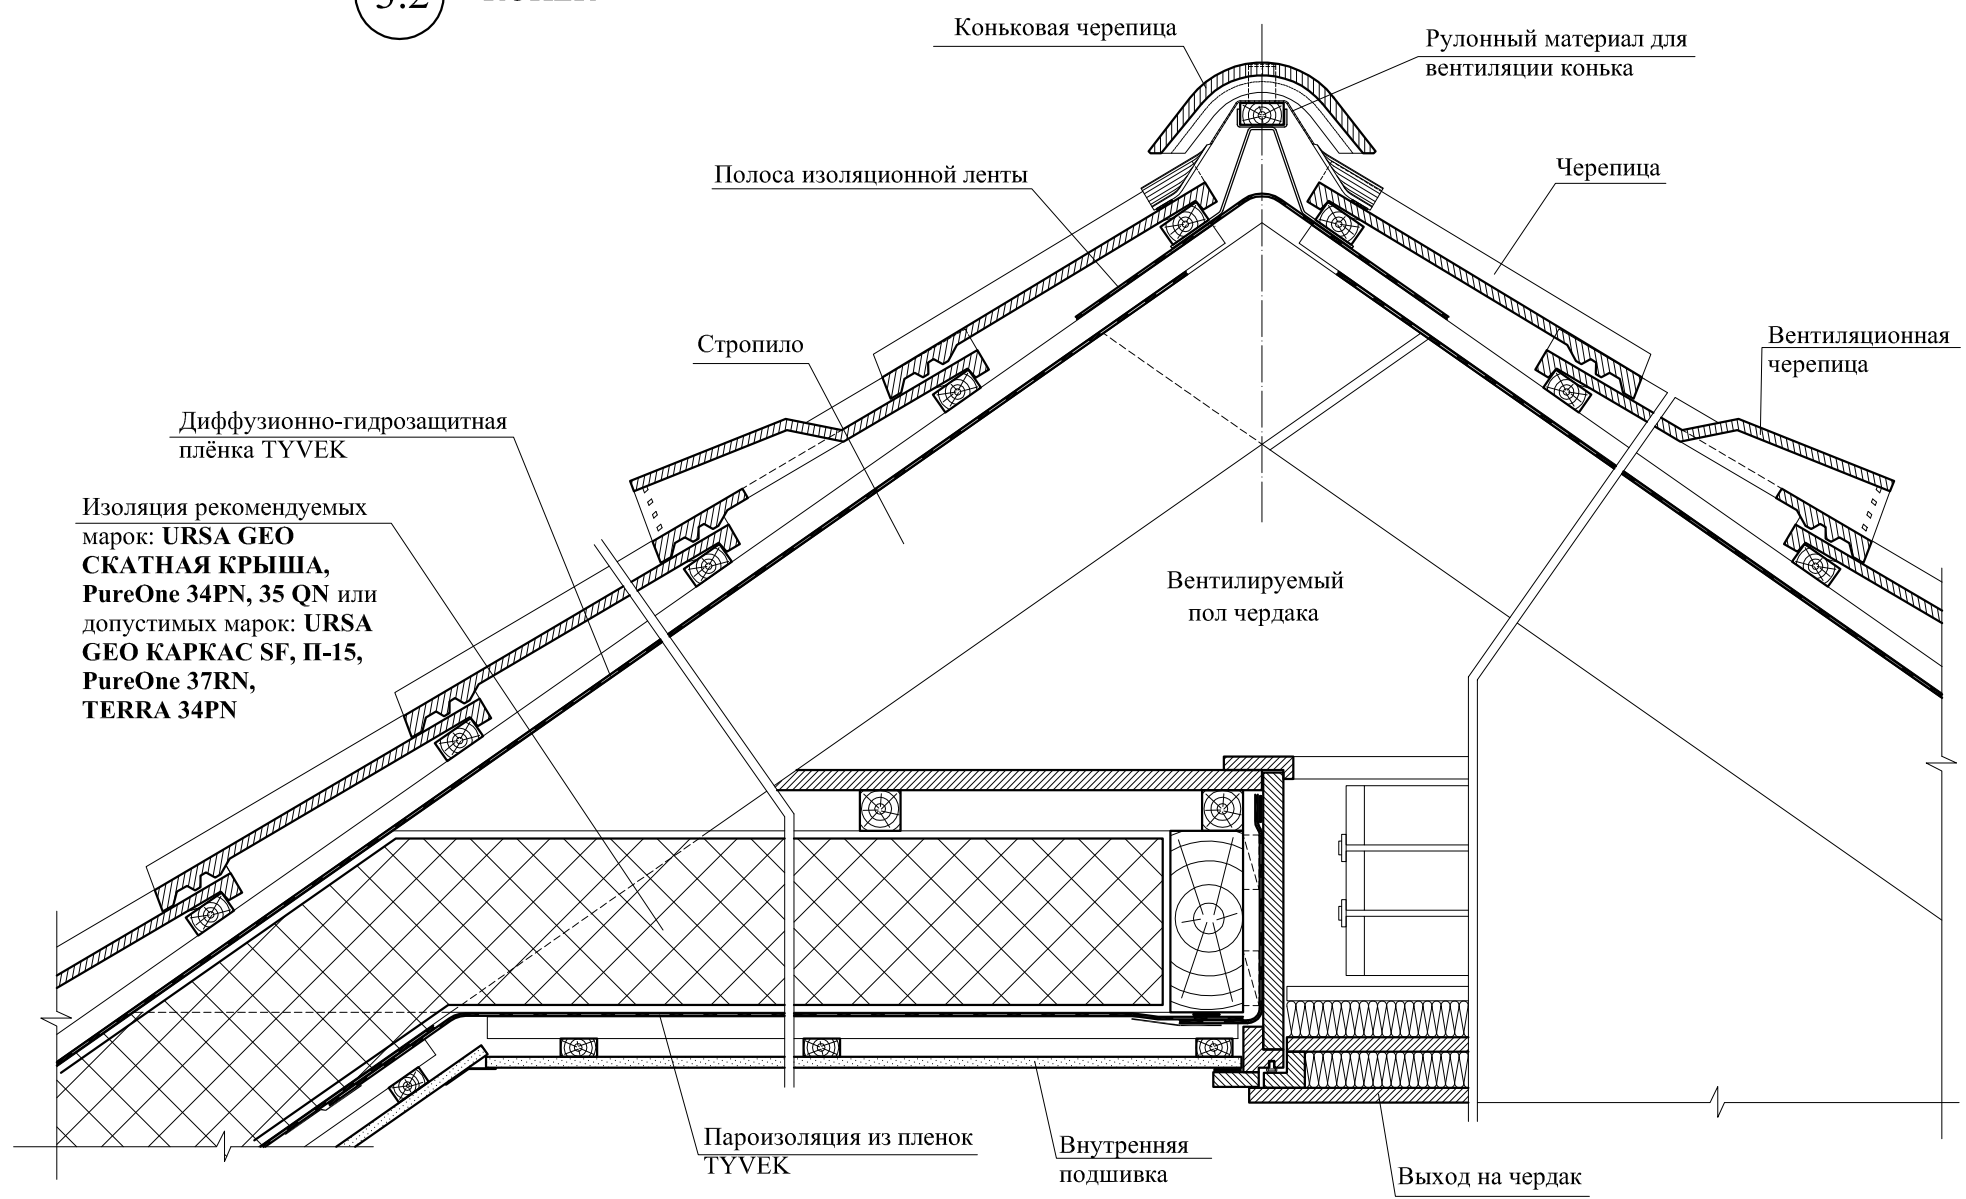 5.2
Коньковая черепица
Рулонный материал для
вентиляции конька
Полоса изоляционной ленты
Черепица
Стропило
Вентиляционная
черепица
Диффузионно-гидрозащитная
плёнка TYVEK
Изоляция рекомендуемых
марок: URSA GEO
СКАТНАЯ КРЫША,
PureOne 34PN, 35 QN или
допустимых марок: URSA
GEO КАРКАС SF, П-15,
PureOne 37RN,
TERRA 34PN
Вентилируемый
пол чердака
Пароизоляция из пленок
TYVEK
Внутренняя
подшивка
Выход на чердак